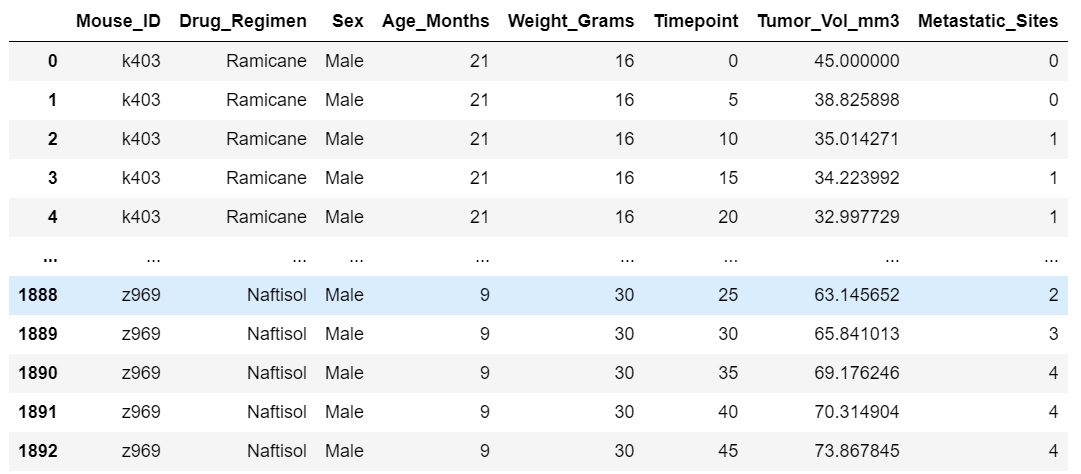 Mouse_ID Drug_Regimen Sex Age_Months Weight_Grams Timepoint Tumor_Vol_mm3 Metastatic_Sites
0 k403 Ramicane Male 21 16 0 45.000000 0
1 k403 Ramicane Male 21 16 5 38.825898 0
2 k403 Ramicane Male 21 16 10 35.014271 1
3 k403 Ramicane Male 21 16 15 34.223992 1
4 k403 Ramicane Male 21 16 20 32.997729 1
... ... ... ... ... ... ... ... ...
1888 z969 Naftisol Male 9 30 25 63.145652 2
1889 z969 Naftisol Male 9 30 30 65.841013 3
1890 z969 Naftisol Male 9 30 35 69.176246 4
1891 z969 Naftisol Male 9 30 40 70.314904 4
1892 z969 Naftisol Male 9 30 45 73.867845 4